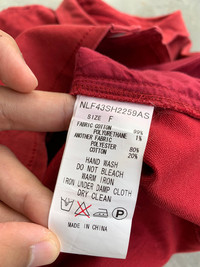 NLF43SH2259AS
SIZE F
FABRIC COTTON 99%
POLYURETHANE 1%
ANOTHER FABRIC
POLYESTER 80%
COTTON 20%
HAND WASH
DO NOT BLEACH
WARM IRON
IRON UNDER DAMP CLOTH
DRY CLEAN
P
MADE IN CHINA